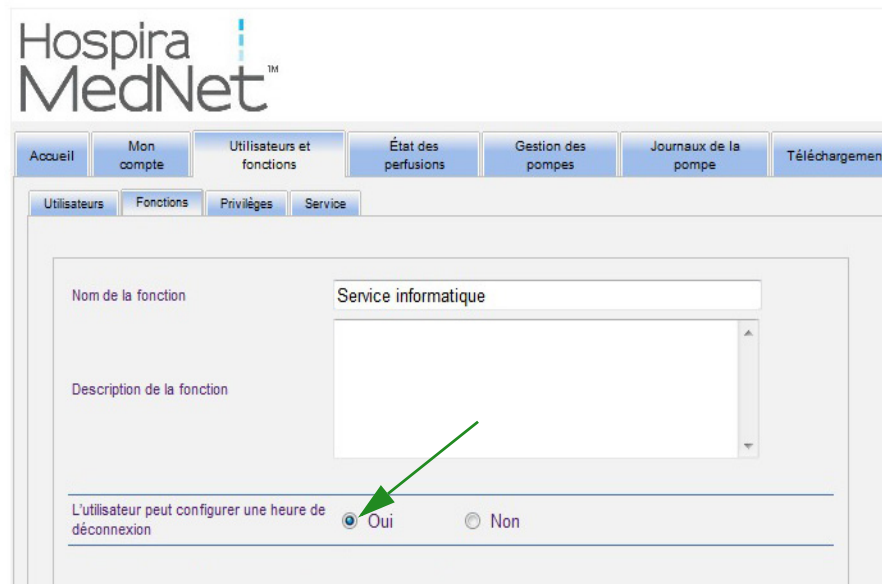 Hospira
MedNet™
Accueil
Mon
compte
Utilisateurs et
fonctions
État des
perfusions
Gestion des
pompes
Journaux de la
pompe
Utilisateurs
Fonctions
Privilèges
Service
Nom de la fonction
Service informatique
Description de la fonction
L'utilisateur peut configurer une heure de
déconnexion
Oui
Non